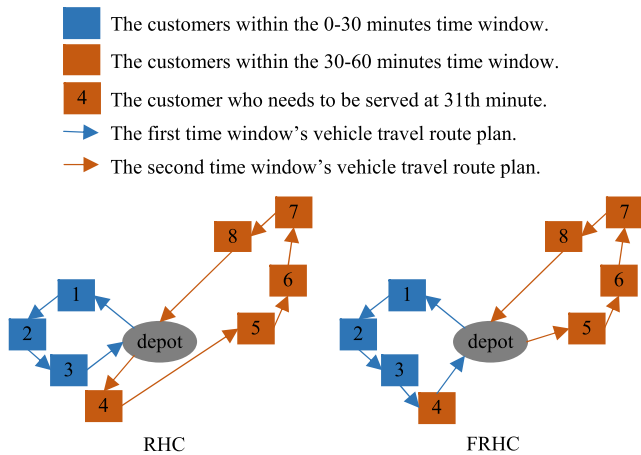 The customers within the 0-30 minutes time window.
The customers within the 30-60 minutes time window.
4 The customer who needs to be served at 31th minute.
The first time window's vehicle travel route plan.
The second time window's vehicle travel route plan.
7
8
6
1
5
2
depot
3
4
RHC
7
8
6
1
5
2
depot
3
4
FRHC